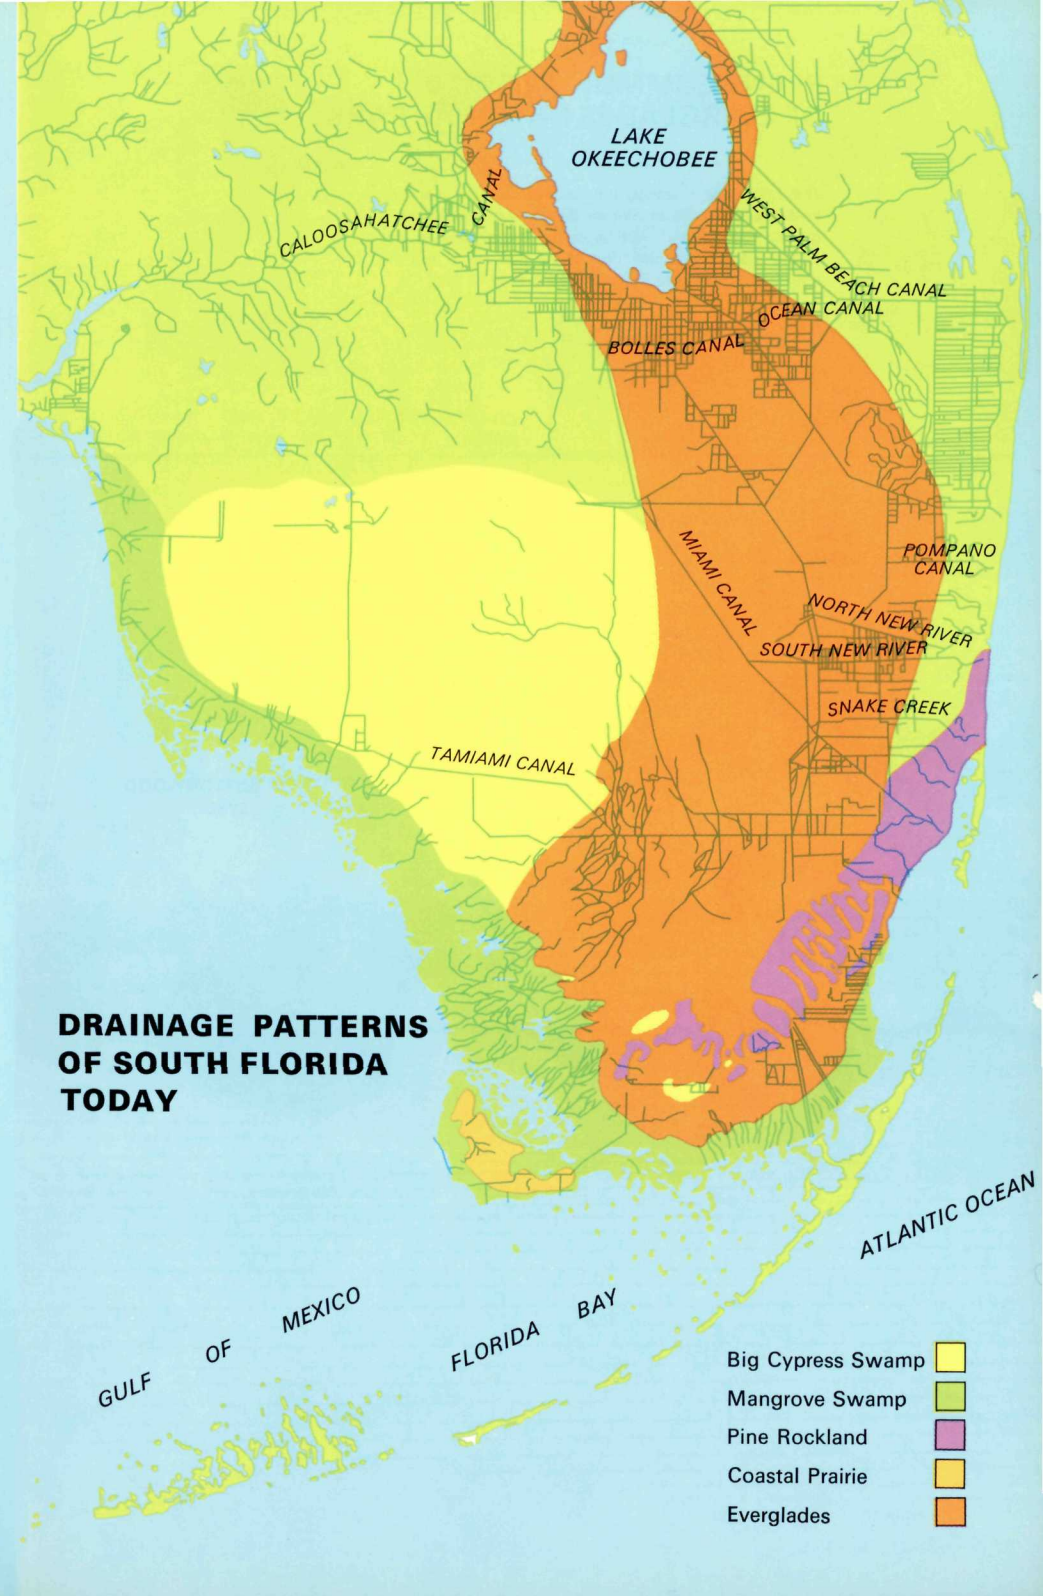 LAKE
OKEECHOBEE
CALOOSAHATCHEE CANAL
WEST PALM BEACH CANAL
OCEAN CANAL
BOLLES CANAL
POMPANO
CANAL
MIAMI CANAL
NORTH NEW RIVER
SOUTH NEW RIVER
SNAKE CREEK
TAMIAMI CANAL
DRAINAGE PATTERNS
OF SOUTH FLORIDA
TODAY
ATLANTIC OCEAN
GULF OF MEXICO
FLORIDA BAY
Big Cypress Swamp
Mangrove Swamp
Pine Rockland
Coastal Prairie
Everglades